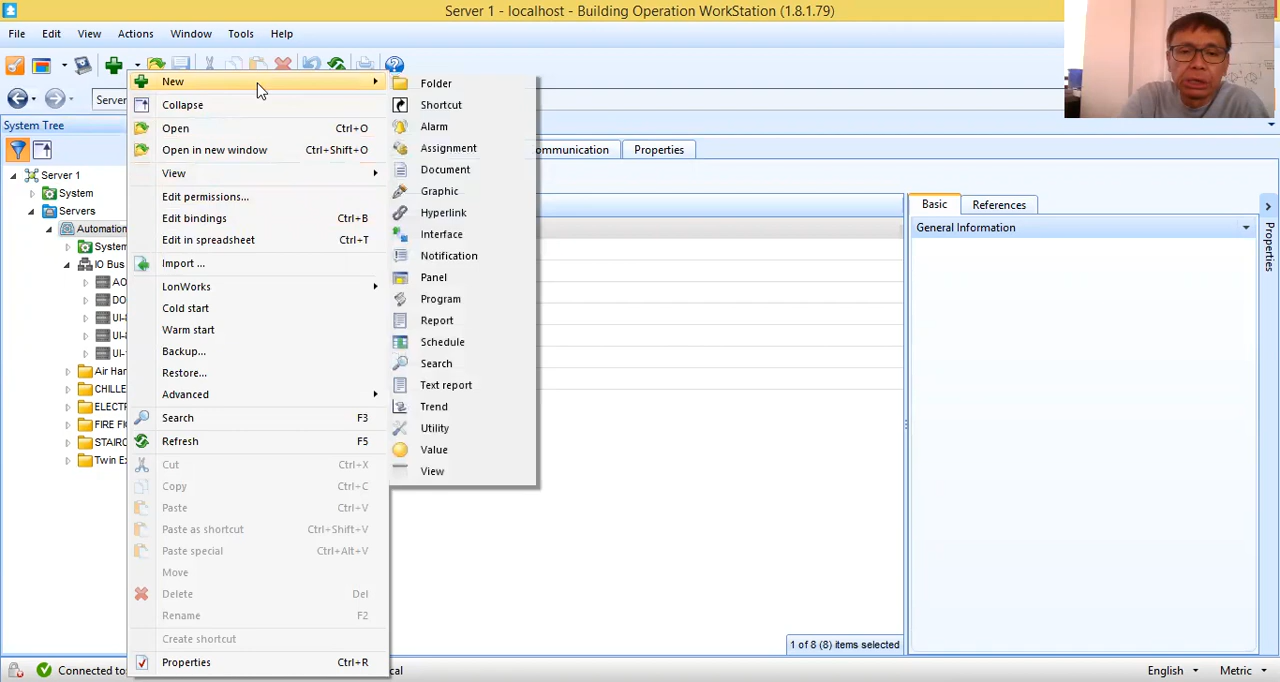 Server 1 - localhost - Building Operation WorkStation (1.8.1.79)
File Edit View Actions Window Tools Help
Server
System Tree
Server 1
System
Servers
Automation
System
IO Bus
AO
DO
UI-
UI-
UI-
Air Han
CHILLE
ELECT
FIRE FI
STAIRC
Twin Ex
New
Collapse
Open Ctrl+O
Open in new window Ctrl+Shift+O
View
Edit permissions...
Edit bindings Ctrl+B
Edit in spreadsheet Ctrl+T
Import ...
LonWorks
Cold start
Warm start
Backup...
Restore...
Advanced
Search F3
Refresh F5
Cut Ctrl+X
Copy Ctrl+C
Paste Ctrl+V
Paste as shortcut Ctrl+Shift+V
Paste special Ctrl+Alt+V
Move
Delete Del
Rename F2
Create shortcut
Properties Ctrl+R
Folder
Shortcut
Alarm
Assignment
Document
Graphic
Hyperlink
Interface
Notification
Panel
Program
Report
Schedule
Search
Text report
Trend
Utility
Value
View
ommunication Properties
Basic References
General Information
Properties
1 of 8 (8) items selected
Connected to cal English Metric